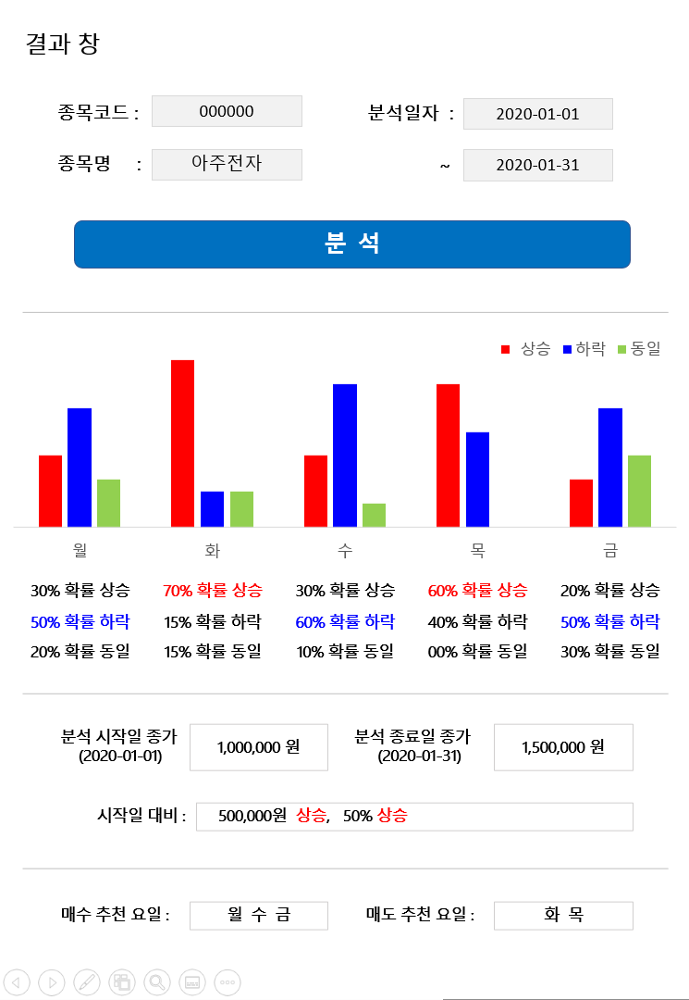 결과 창
종목코드 : 000000 분석일자 : 2020-01-01
종목명 : 아주전자 ~ 2020-01-31
분 석
상승 하락 동일
월 화 수 목 금
30% 확률 상승 70% 확률 상승 30% 확률 상승 60% 확률 상승 20% 확률 상승
50% 확률 하락 15% 확률 하락 60% 확률 하락 40% 확률 하락 50% 확률 하락
20% 확률 동일 15% 확률 동일 10% 확률 동일 00% 확률 동일 30% 확률 동일
분석 시작일 종가 분석 종료일 종가
(2020-01-01) 1,000,000 원 (2020-01-31) 1,500,000 원
시작일 대비 : 500,000원 상승, 50% 상승
매수 추천 요일 : 월 수 금 매도 추천 요일 : 화 목